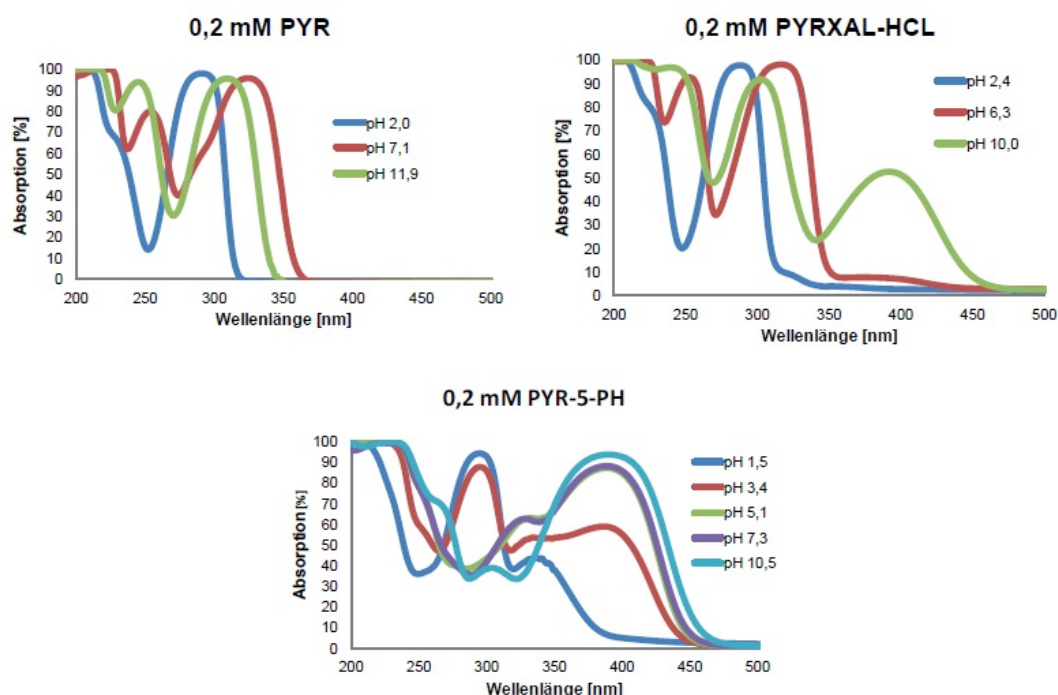 0,2 mM PYR
Absorption [%]
100
90
80
70
60
50
40
30
20
10
0
200 250 300 350 400 450 500
Wellenlänge [nm]
pH 2,0
pH 7,1
pH 11,9
0,2 mM PYRXAL-HCL
Absorption [%]
100
90
80
70
60
50
40
30
20
10
0
200 250 300 350 400 450 500
Wellenlänge [nm]
pH 2,4
pH 6,3
pH 10,0
0,2 mM PYR-5-PH
Absorption [%]
100
90
80
70
60
50
40
30
20
10
0
200 250 300 350 400 450 500
Wellenlänge [nm]
pH 1,5
pH 3,4
pH 5,1
pH 7,3
pH 10,5